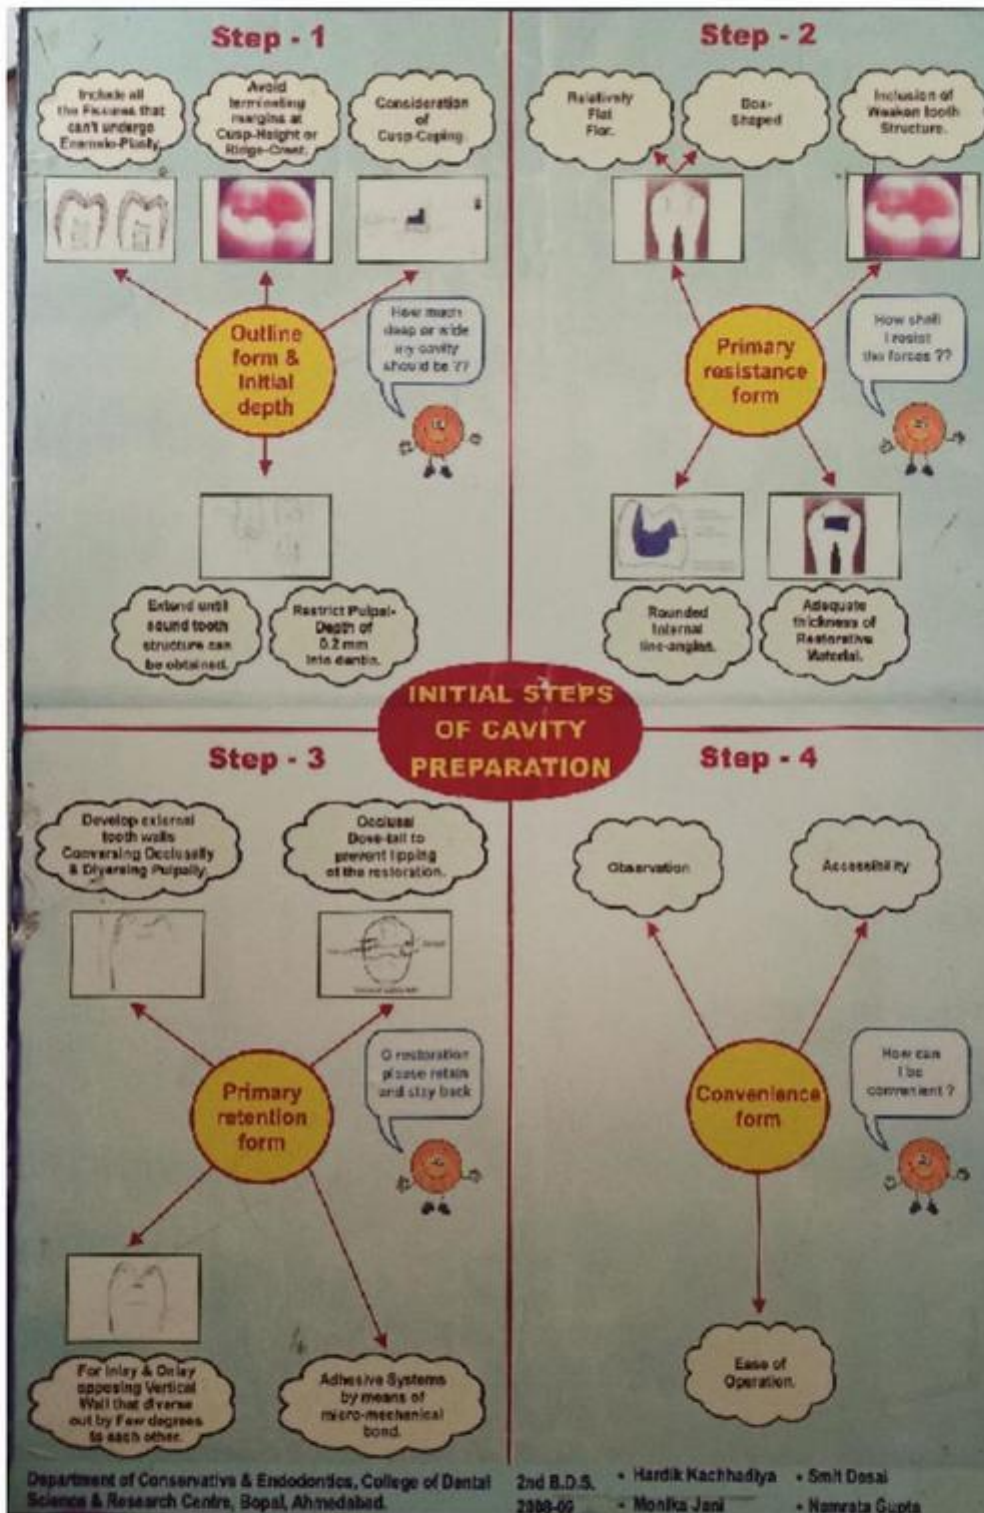 Step - 1
Include all
the Fissures that
can't undergo
Enamelo-Plasty.
Avoid
terminating
margins at
Cusp-Height or
Ridge-Crest.
Consideration
of
Cusp-Caping.
Outline
form &
Initial
depth
How much
deep or wide
my cavity
should be ??
Extend until
sound tooth
structure can
be obtained.
Restrict Pulpal-
Depth of
0.2 mm
into dentin.
Step - 2
Relatively
Flat
Flor.
Box-
Shaped
Inclusion of
Weaken tooth
Structure.
Primary
resistance
form
How shall
I resist
the forces ??
Rounded
Internal
line-angles.
Adequate
thickness of
Restorative
Material.
INITIAL STEPS
OF CAVITY
PREPARATION
Step - 3
Develop external
tooth walls
Conversing Occlusally
& Diversing Pulpally.
Occlusal
Dove-tail to
prevent tipping
of the restoration.
Primary
retention
form
O restoration
please retain
and stay back
For Inlay & Onlay
opposing Vertical
Wall that diverse
out by Few degrees
to each other.
Adhesive Systems
by means of
micro-mechanical
bond.
Step - 4
Observation
Accessibility
Convenience
form
How can
I be
convenient ?
Ease of
Operation.
Department of Conservative & Endodontics, College of Dental
Science & Research Centre, Bopal, Ahmedabad.
2nd B.D.S.
2008-09
• Hardik Kachhadiya
• Smit Desai
• Monika Jani
• Namrata Gupta